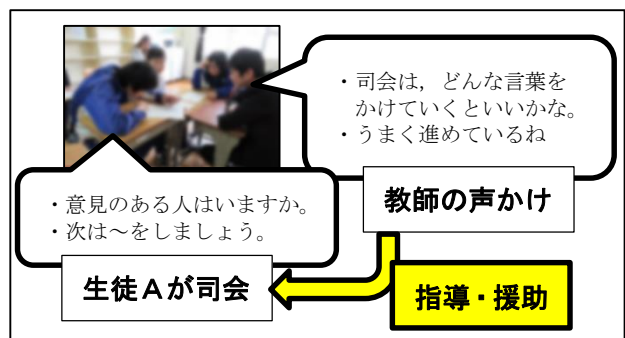 ・司会は，どんな言葉を
かけていくといいかな。
・うまく進めているね
教師の声かけ
・意見のある人はいますか。
・次は～をしましょう。
生徒Aが司会
指導・援助